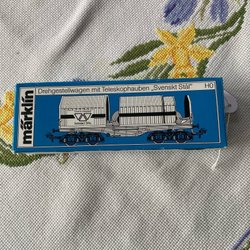 märklin
Drehgestellwagen mit Teleskophauben „Svenskt Stål“
H0